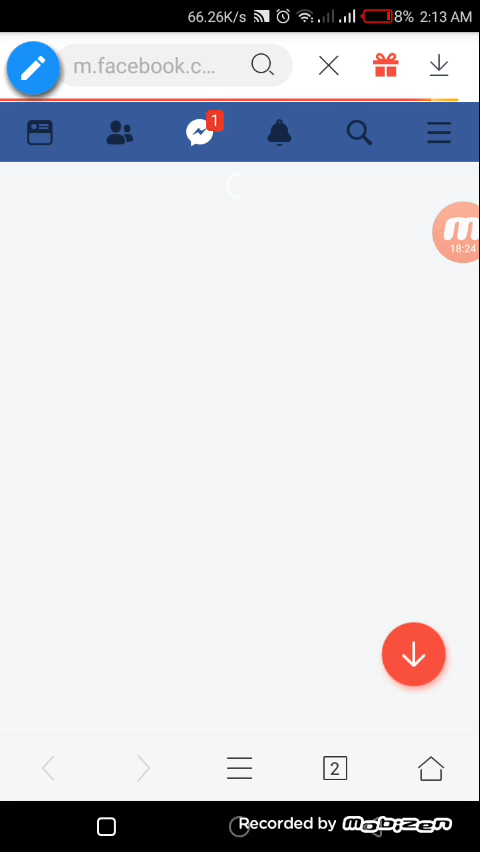 66.26K/s 8% 2:13 AM
m.facebook.c...
1
m
18:24
2
Recorded by mobizen